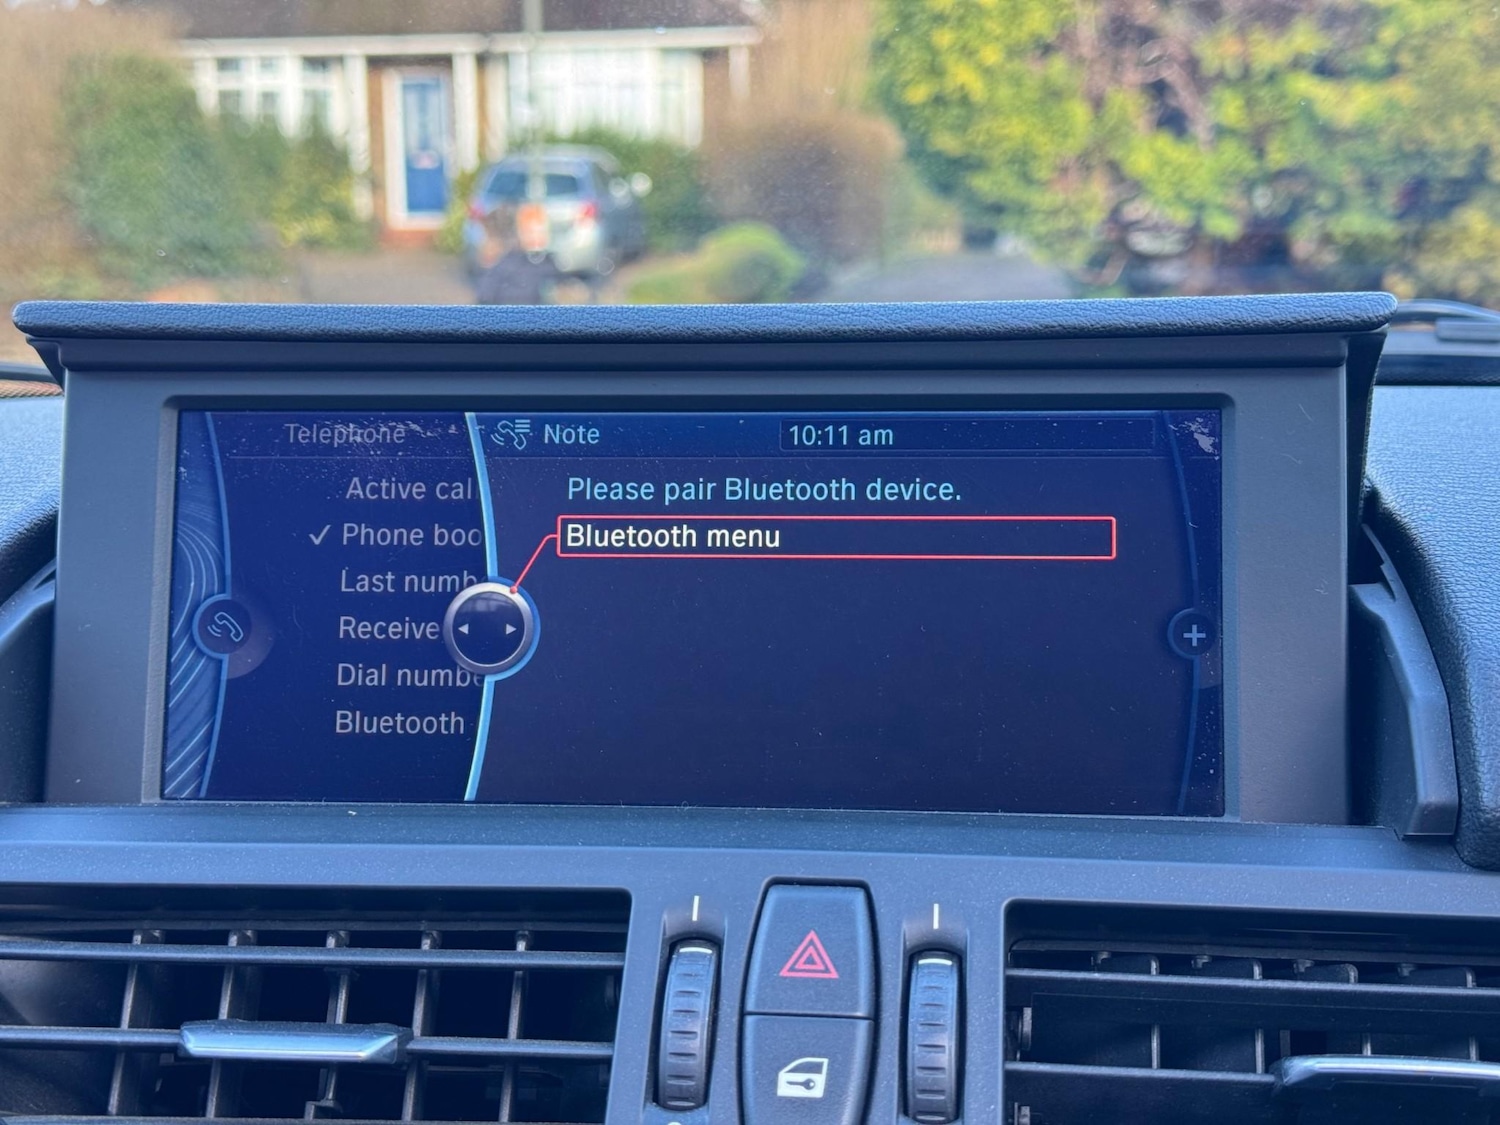 Telephone
Note
10:11 am
Active cal
Please pair Bluetooth device.
✓ Phone boo
Bluetooth menu
Last numb
Receive
Dial numbe
Bluetooth